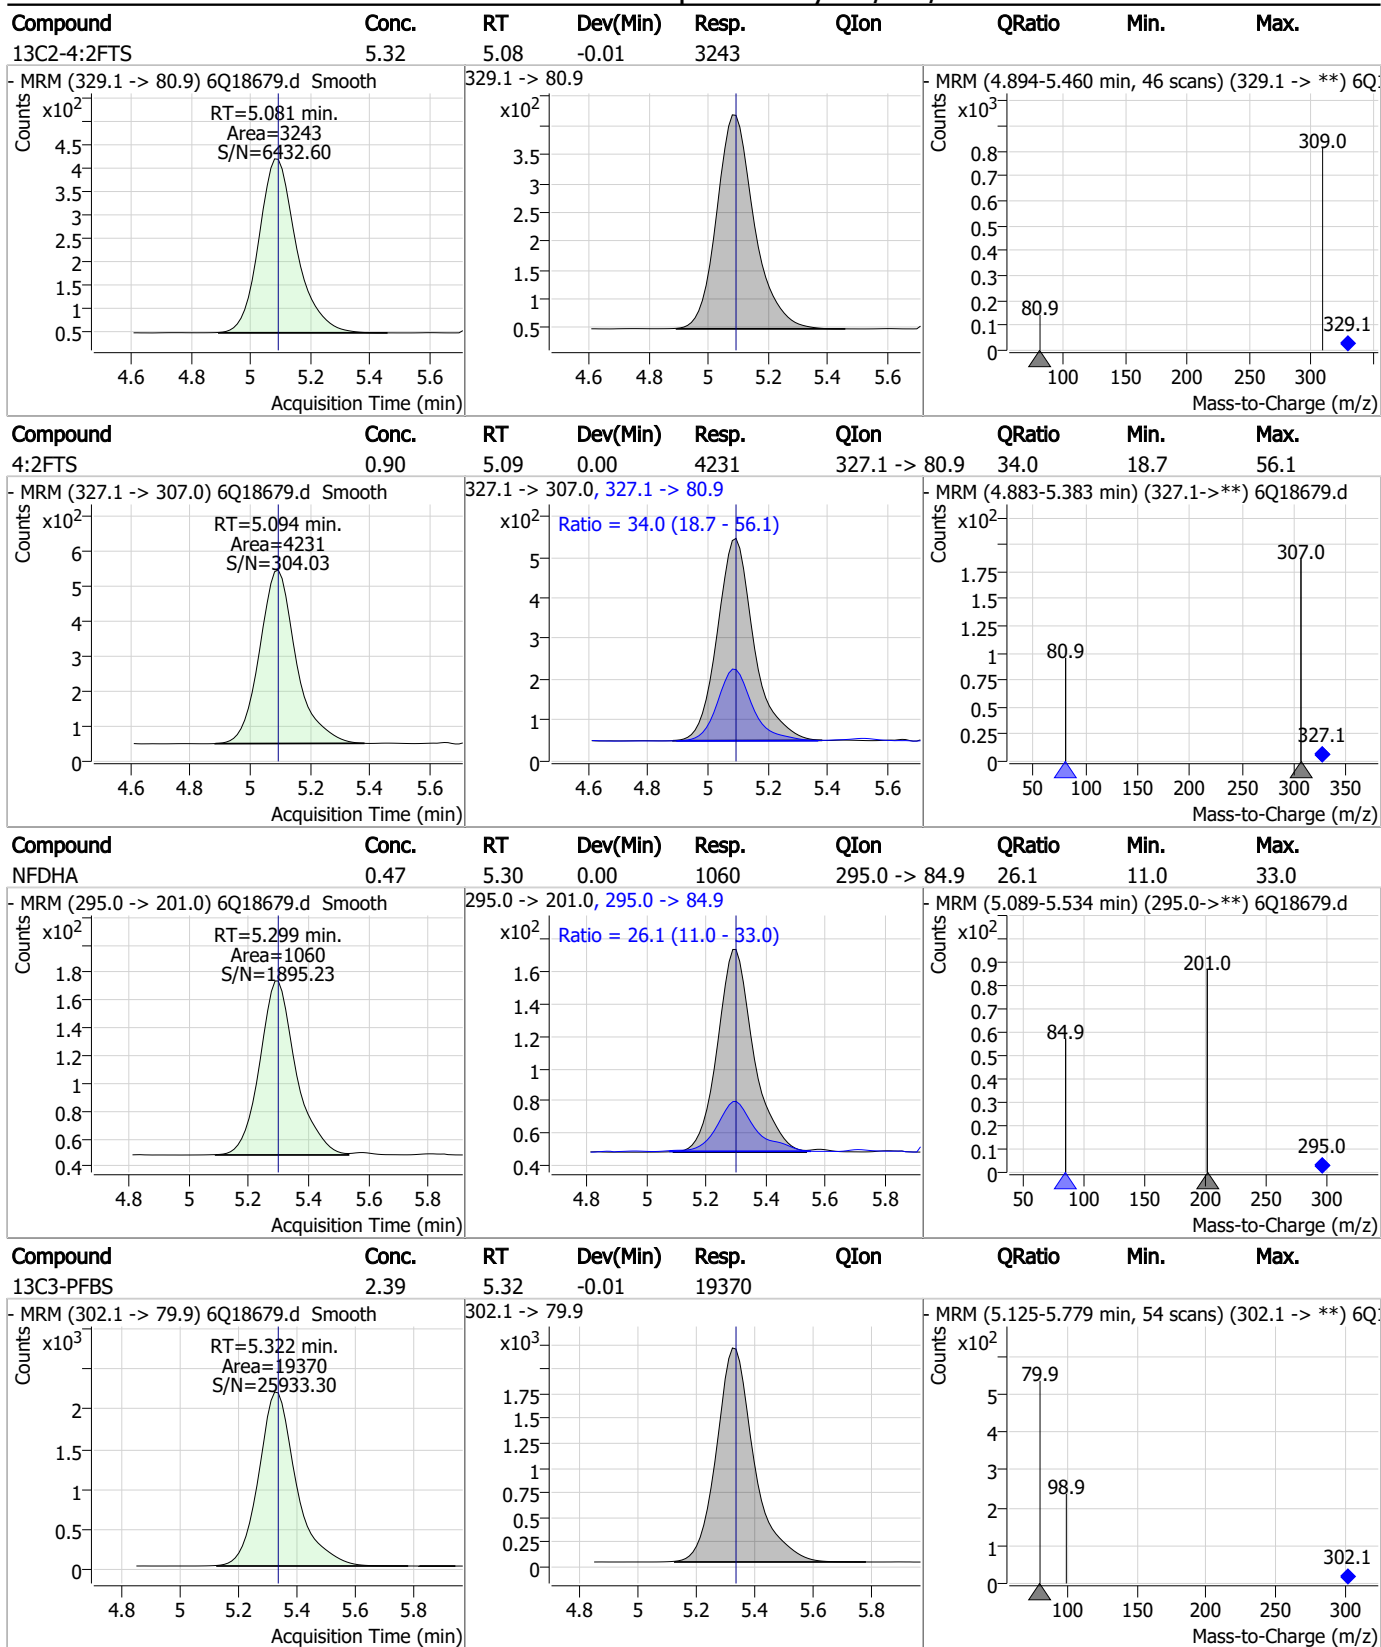 Compound Conc. RT Dev(Min) Resp. QIon QRatio Min. Max.
13C2-4:2FTS 5.32 5.08 -0.01 3243
- MRM (329.1 -> 80.9) 6Q18679.d Smooth
Counts
x10²
RT=5.081 min.
Area=3243
S/N=6432.60
4.5
4
3.5
3
2.5
2
1.5
1
0.5
4.6 4.8 5 5.2 5.4 5.6
Acquisition Time (min)
329.1 -> 80.9
x10²
3.5
3
2.5
2
1.5
1
0.5
4.6 4.8 5 5.2 5.4 5.6
- MRM (4.894-5.460 min, 46 scans) (329.1 -> **)
Counts
x10³
309.0
0.8
0.7
0.6
0.5
0.4
0.3
0.2
0.1
0
80.9
329.1
100 150 200 250 300
Mass-to-Charge (m/z)
Compound Conc. RT Dev(Min) Resp. QIon QRatio Min. Max.
4:2FTS 0.90 5.09 0.00 4231 327.1 -> 80.9 34.0 18.7 56.1
- MRM (327.1 -> 307.0) 6Q18679.d Smooth
Counts
x10²
RT=5.094 min.
Area=4231
S/N=304.03
6
5
4
3
2
1
0
4.6 4.8 5 5.2 5.4 5.6
Acquisition Time (min)
327.1 -> 307.0, 327.1 -> 80.9
x10²
Ratio = 34.0 (18.7 - 56.1)
5
4
3
2
1
0
4.6 4.8 5 5.2 5.4 5.6
- MRM (4.883-5.383 min) (327.1->**) 6Q18679.d
Counts
x10²
307.0
1.75
1.5
1.25
1
0.75
0.5
0.25
0
80.9
327.1
50 100 150 200 250 300 350
Mass-to-Charge (m/z)
Compound Conc. RT Dev(Min) Resp. QIon QRatio Min. Max.
NFDHA 0.47 5.30 0.00 1060 295.0 -> 84.9 26.1 11.0 33.0
- MRM (295.0 -> 201.0) 6Q18679.d Smooth
Counts
x10²
RT=5.299 min.
Area=1060
S/N=1895.23
1.8
1.6
1.4
1.2
1
0.8
0.6
0.4
4.8 5 5.2 5.4 5.6 5.8
Acquisition Time (min)
295.0 -> 201.0, 295.0 -> 84.9
x10²
Ratio = 26.1 (11.0 - 33.0)
1.6
1.4
1.2
1
0.8
0.6
0.4
4.8 5 5.2 5.4 5.6 5.8
- MRM (5.089-5.534 min) (295.0->**) 6Q18679.d
Counts
x10²
201.0
0.9
0.8
0.7
0.6
0.5
0.4
0.3
0.2
0.1
0
84.9
295.0
50 100 150 200 250 300
Mass-to-Charge (m/z)
Compound Conc. RT Dev(Min) Resp. QIon QRatio Min. Max.
13C3-PFBS 2.39 5.32 -0.01 19370
- MRM (302.1 -> 79.9) 6Q18679.d Smooth
Counts
x10³
RT=5.322 min.
Area=19370
S/N=25933.30
2
1.5
1
0.5
0
4.8 5 5.2 5.4 5.6 5.8
Acquisition Time (min)
302.1 -> 79.9
x10³
1.75
1.5
1.25
1
0.75
0.5
0.25
0
4.8 5 5.2 5.4 5.6 5.8
- MRM (5.125-5.779 min, 54 scans) (302.1 -> **)
Counts
x10²
79.9
5
4
3
2
1
0
98.9
302.1
100 150 200 250 300
Mass-to-Charge (m/z)